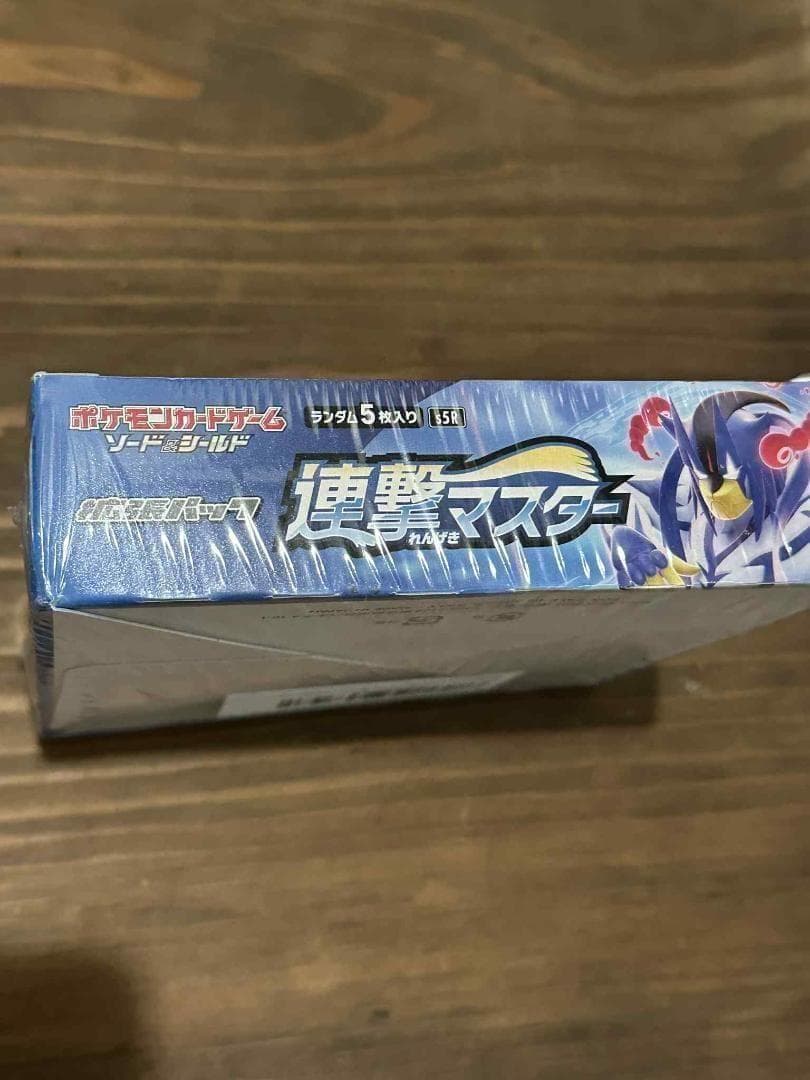 ポケモンカードゲーム
ソード&シールド
ランダム5枚入り s5R
拡張パック
連撃マスター
れんげき